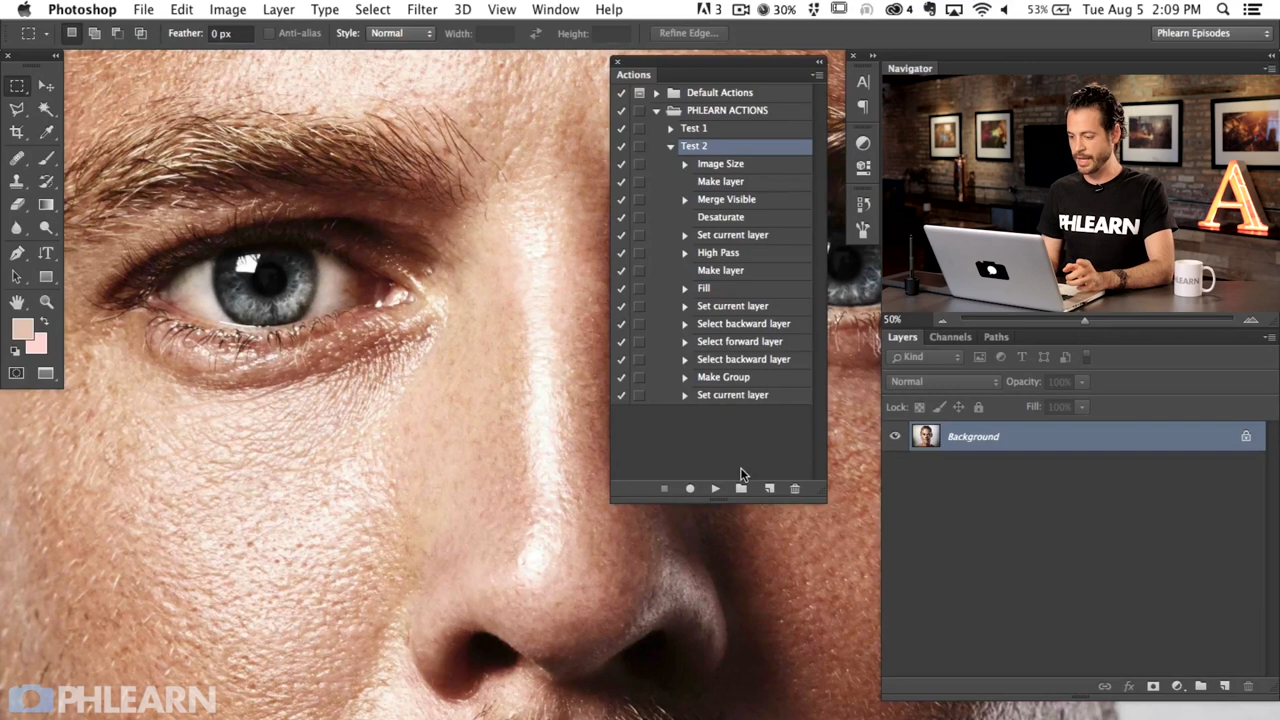 Photoshop File Edit Image Layer Type Select Filter 3D View Window Help 3 30% 4 53% Tue Aug 5 2:09 PM
Feather: 0 px Anti-alias Style: Normal Width: Height: Refine Edge... Phlearn Episodes
Actions
Default Actions
PHLEARN ACTIONS
Test 1
Test 2
Image Size
Make layer
Merge Visible
Desaturate
Set current layer
High Pass
Make layer
Fill
Set current layer
Select backward layer
Select forward layer
Select backward layer
Make Group
Set current layer
Navigator
PHLEARN
PHLEARN
A
50%
Layers Channels Paths
Kind
Normal Opacity: 100%
Lock: Fill: 100%
Background
PHLEARN